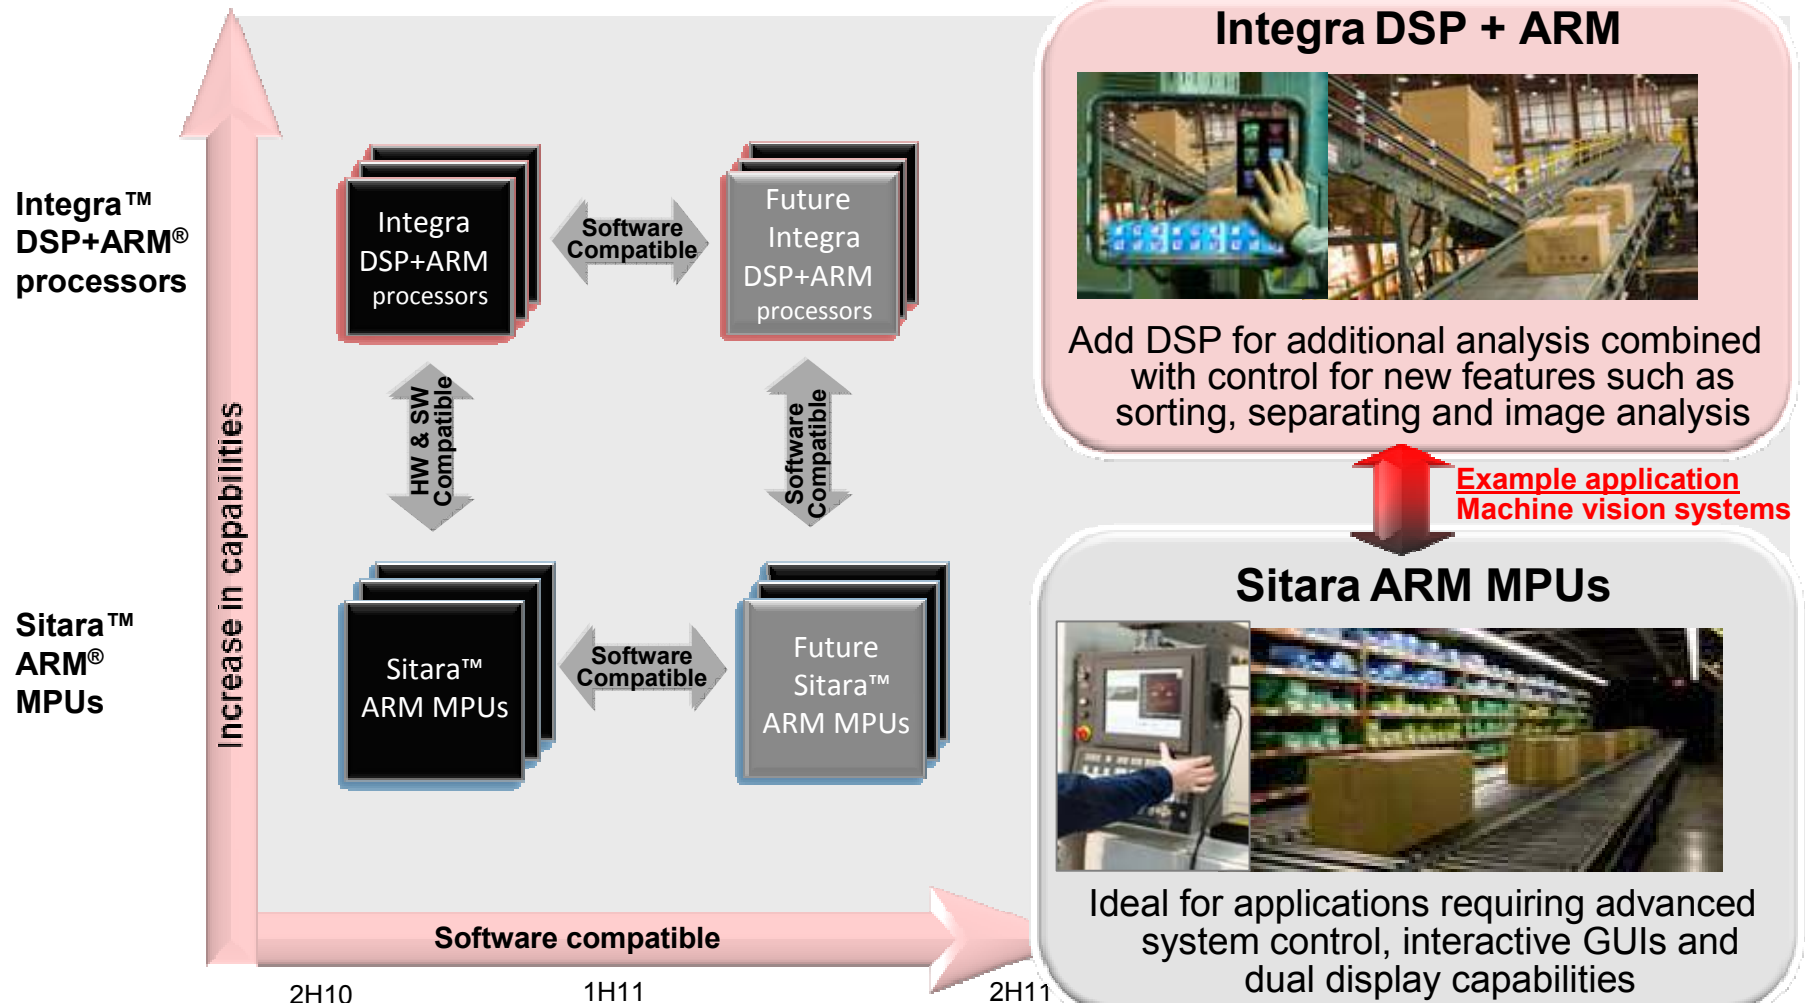 Integra™
DSP+ARM®
processors
Sitara™
ARM®
MPUs
Increase in capabilities
Integra
DSP+ARM
processors
Software
Compatible
Future
Integra
DSP+ARM
processors
HW & SW
Compatible
Software
Compatible
Sitara™
ARM MPUs
Software
Compatible
Future
Sitara™
ARM MPUs
Software compatible
2H10
1H11
2H11
Integra DSP + ARM
Add DSP for additional analysis combined
with control for new features such as
sorting, separating and image analysis
Example application
Machine vision systems
Sitara ARM MPUs
Ideal for applications requiring advanced
system control, interactive GUIs and
dual display capabilities